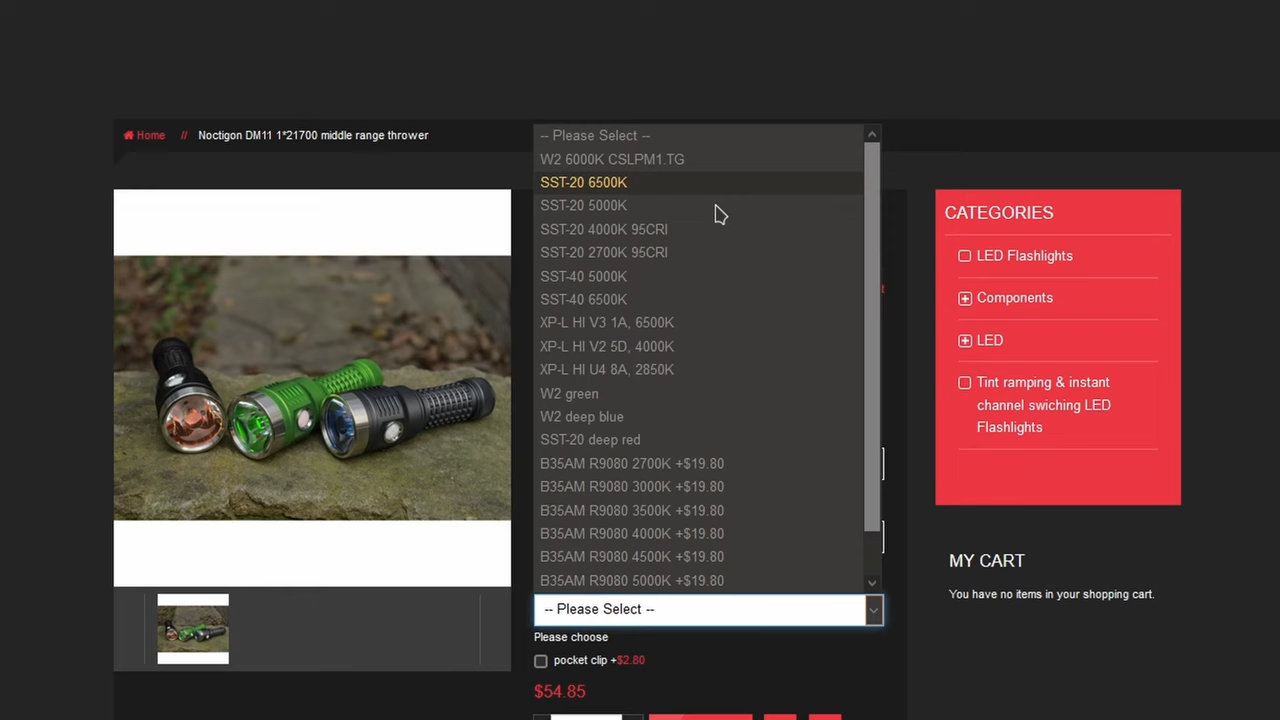 Home // Noctigon DM11 1*21700 middle range thrower
-- Please Select --
W2 6000K CSLPM1.TG
SST-20 6500K
SST-20 5000K
SST-20 4000K 95CRI
SST-20 2700K 95CRI
SST-40 5000K
SST-40 6500K
XP-L HI V3 1A, 6500K
XP-L HI V2 5D, 4000K
XP-L HI U4 8A, 2850K
W2 green
W2 deep blue
SST-20 deep red
B35AM R9080 2700K +$19.80
B35AM R9080 3000K +$19.80
B35AM R9080 3500K +$19.80
B35AM R9080 4000K +$19.80
B35AM R9080 4500K +$19.80
B35AM R9080 5000K +$19.80
-- Please Select --
Please choose
pocket clip +$2.80
$54.85
CATEGORIES
LED Flashlights
Components
LED
Tint ramping & instant
channel swiching LED
Flashlights
MY CART
You have no items in your shopping cart.